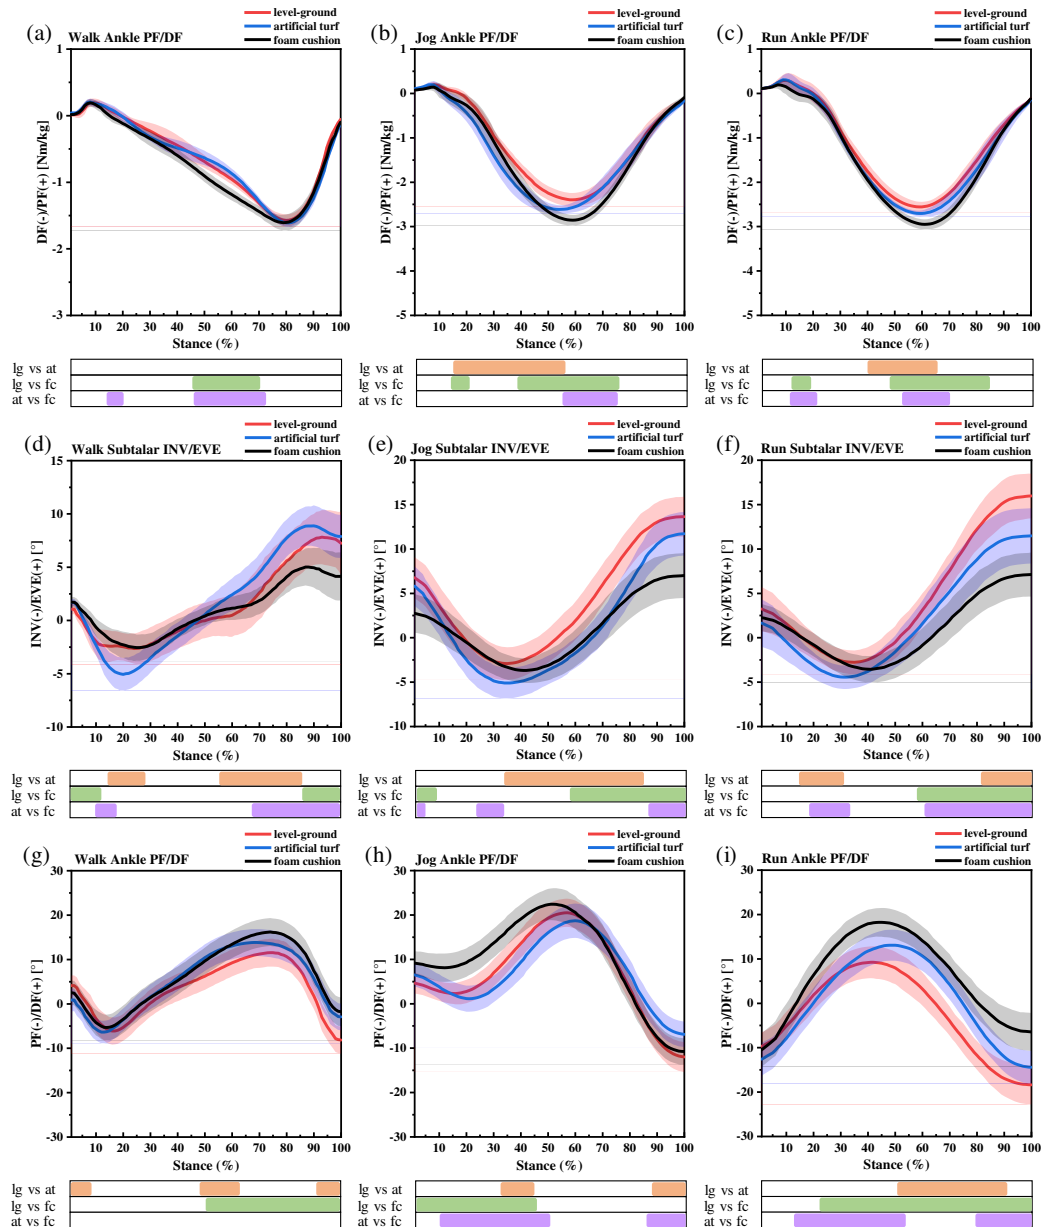 (a) Walk Ankle PF/DF
level-ground
artificial turf
foam cushion
DF(-)/PF(+) [Nm/kg]
1
0
-1
-2
-3
10 20 30 40 50 60 70 80 90 100
Stance (%)
lg vs at
lg vs fc
at vs fc
(b) Jog Ankle PF/DF
level-ground
artificial turf
foam cushion
DF(-)/PF(+) [Nm/kg]
1
0
-1
-2
-3
-4
-5
10 20 30 40 50 60 70 80 90 100
Stance (%)
lg vs at
lg vs fc
at vs fc
(c) Run Ankle PF/DF
level-ground
artificial turf
foam cushion
DF(-)/PF(+) [Nm/kg]
1
0
-1
-2
-3
-4
-5
10 20 30 40 50 60 70 80 90 100
Stance (%)
lg vs at
lg vs fc
at vs fc
(d) Walk Subtalar INV/EVE
level-ground
artificial turf
foam cushion
INV(-)/EVE(+) [°]
15
10
5
0
-5
-10
10 20 30 40 50 60 70 80 90 100
Stance (%)
lg vs at
lg vs fc
at vs fc
(e) Jog Subtalar INV/EVE
level-ground
artificial turf
foam cushion
INV(-)/EVE(+) [°]
20
15
10
5
0
-5
-10
10 20 30 40 50 60 70 80 90 100
Stance (%)
lg vs at
lg vs fc
at vs fc
(f) Run Subtalar INV/EVE
level-ground
artificial turf
foam cushion
INV(-)/EVE(+) [°]
20
15
10
5
0
-5
-10
10 20 30 40 50 60 70 80 90 100
Stance (%)
lg vs at
lg vs fc
at vs fc
(g) Walk Ankle PF/DF
level-ground
artificial turf
foam cushion
PF(-)/DF(+) [°]
30
20
10
0
-10
-20
-30
10 20 30 40 50 60 70 80 90 100
Stance (%)
lg vs at
lg vs fc
at vs fc
(h) Jog Ankle PF/DF
level-ground
artificial turf
foam cushion
PF(-)/DF(+) [°]
30
20
10
0
-10
-20
-30
10 20 30 40 50 60 70 80 90 100
Stance (%)
lg vs at
lg vs fc
at vs fc
(i) Run Ankle PF/DF
level-ground
artificial turf
foam cushion
PF(-)/DF(+) [°]
30
20
10
0
-10
-20
-30
10 20 30 40 50 60 70 80 90 100
Stance (%)
lg vs at
lg vs fc
at vs fc